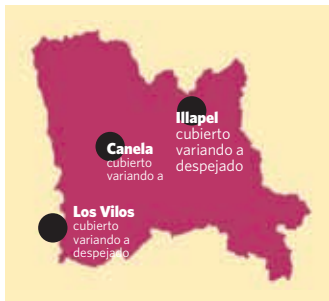 Illapel
cubierto
variando a
despejado
Canela
cubierto
variando a
Los Vilos
cubierto
variando a
despejado